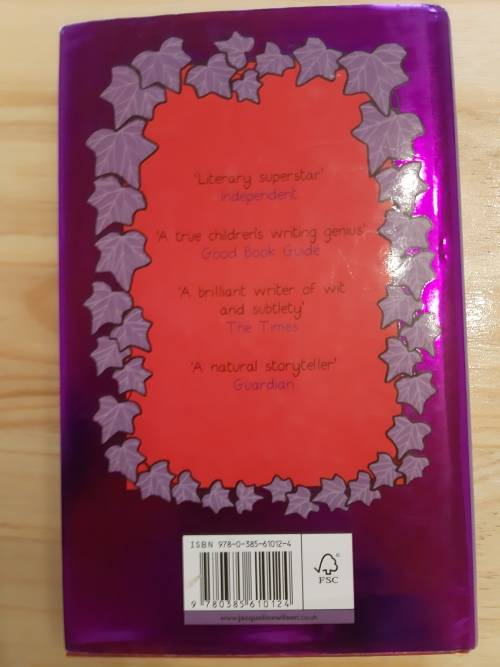 'Literary superstar'
Independent
'A true children's writing genius'
Good Book Guide
'A brilliant writer of wit
and subtlety'
The Times
'A natural storyteller'
Guardian
ISBN 978-0-385-61012-4
FSC
9 780385 610124
www.jacquelinewilson.co.uk